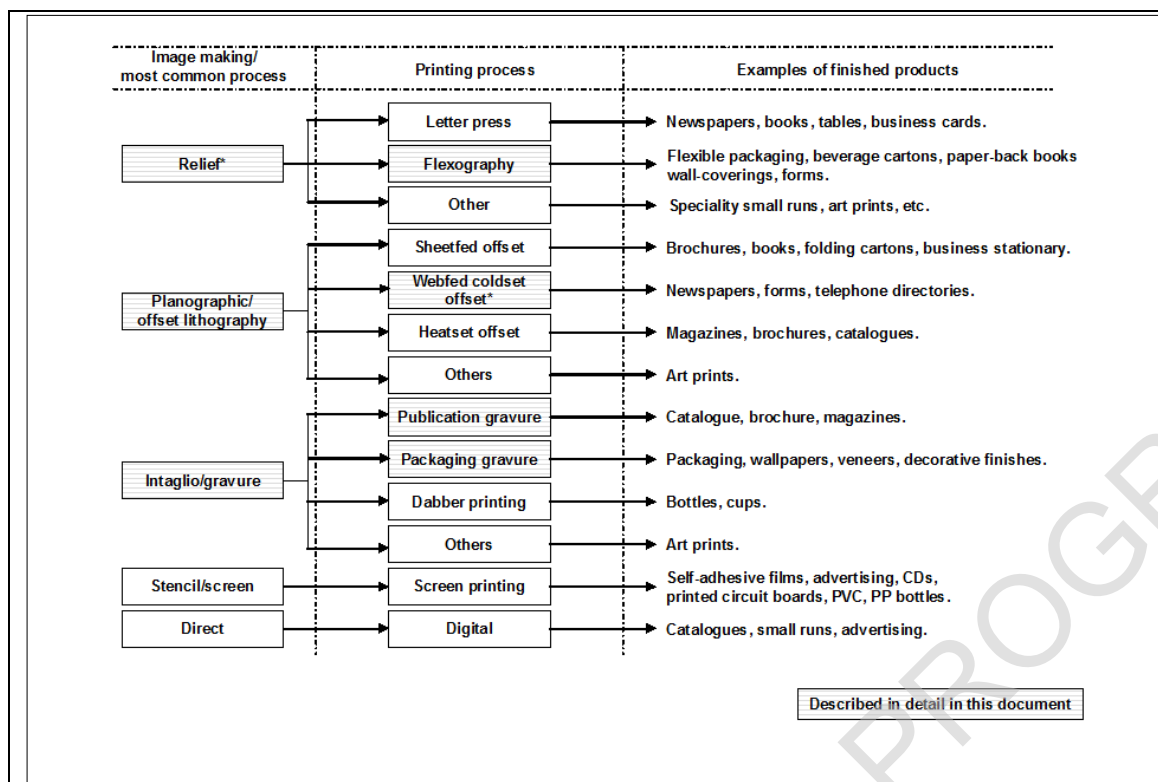 Image making/
most common process
Printing process
Examples of finished products
Letter press
Newspapers, books, tables, business cards.
Relief*
Flexography
Flexible packaging, beverage cartons, paper-back books
wall-coverings, forms.
Other
Speciality small runs, art prints, etc.
Sheetfed offset
Brochures, books, folding cartons, business stationary.
Planographic/
offset lithography
Webfed coldset
offset*
Newspapers, forms, telephone directories.
Heatset offset
Magazines, brochures, catalogues.
Others
Art prints.
Publication gravure
Catalogue, brochure, magazines.
Intaglio/gravure
Packaging gravure
Packaging, wallpapers, veneers, decorative finishes.
Dabber printing
Bottles, cups.
Others
Art prints.
Stencil/screen
Screen printing
Self-adhesive films, advertising, CDs,
printed circuit boards, PVC, PP bottles.
Direct
Digital
Catalogues, small runs, advertising.
Described in detail in this document
PROGR